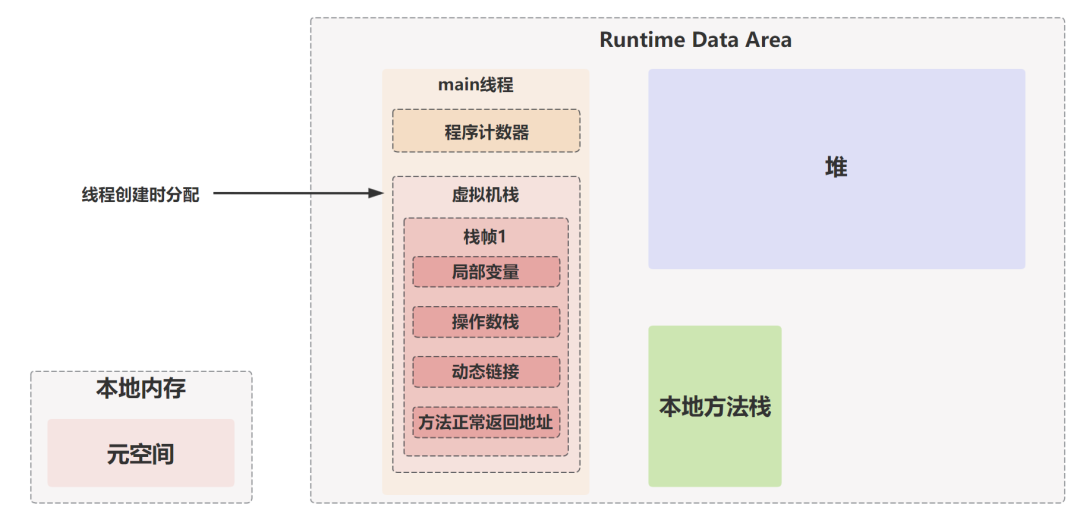 Runtime Data Area
main线程
程序计数器
线程创建时分配
虚拟机栈
栈帧1
局部变量
操作数栈
动态链接
方法正常返回地址
堆
本地方法栈
本地内存
元空间